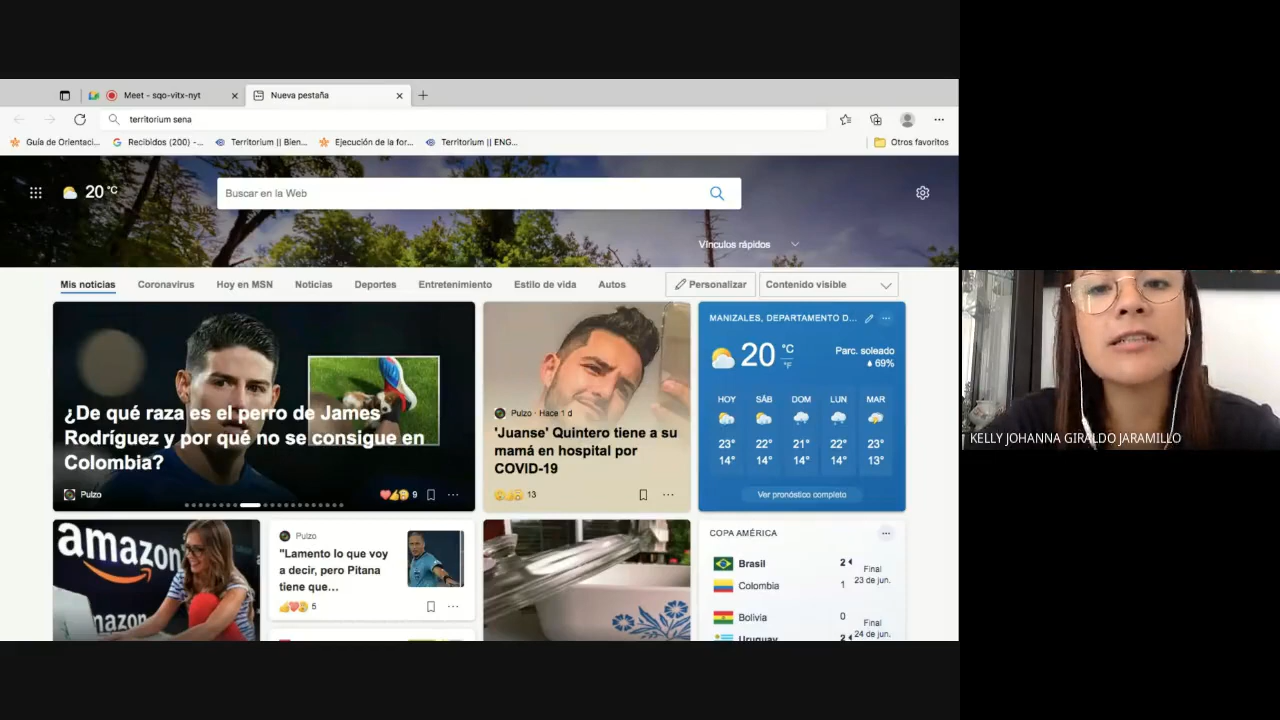 Meet - sqo-vitx-nyt
Nueva pestaña
territorium sena
Guía de Orientaci...
Recibidos (200) -...
Territorium || Bien...
Ejecución de la for...
Territorium || ENG...
Otros favoritos
20 °C
Buscar en la Web
Vínculos rápidos
Mis noticias
Coronavirus
Hoy en MSN
Noticias
Deportes
Entretenimiento
Estilo de vida
Autos
Personalizar
Contenido visible
¿De qué raza es el perro de James
Rodríguez y por qué no se consigue en
Colombia?
Pulzo
9
Pulzo · Hace 1 d
'Juanse' Quintero tiene a su
mamá en hospital por
COVID-19
13
MANIZALES, DEPARTAMENTO D...
20 °C
°F
Parc. soleado
69%
HOY SÁB DOM LUN MAR
23° 22° 21° 22° 23°
14° 14° 14° 14° 13°
Ver pronóstico completo
amazon
mazon
Pulzo
"Lamento lo que voy
a decir, pero Pitana
tiene que...
5
COPA AMÉRICA
Brasil 2
Final
23 de jun.
Colombia 1
Bolivia 0
Final
24 de jun.
Uruguay 2
KELLY JOHANNA GIRALDO JARAMILLO